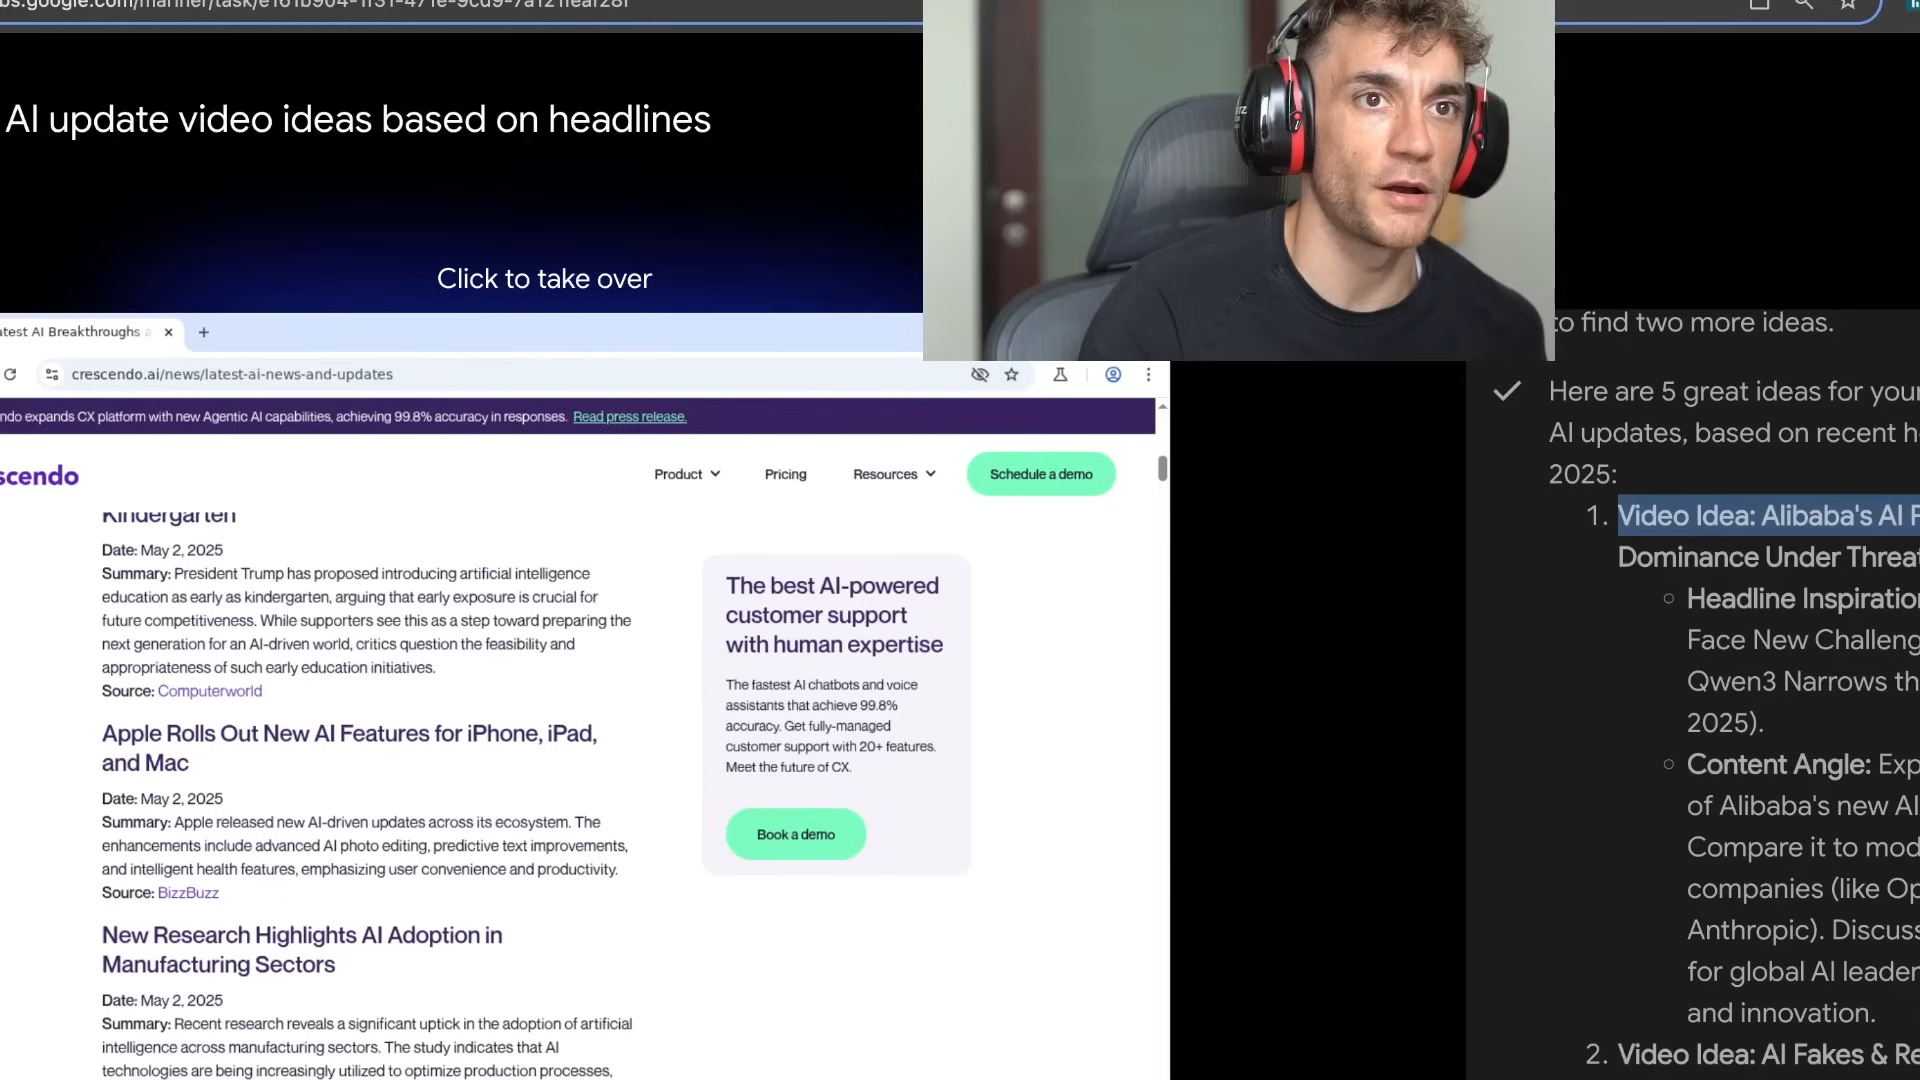 bs.google.com/mariner/task/
AI update video ideas based on headlines
Click to take over
atest AI Breakthroughs a
crescendo.ai/news/latest-ai-news-and-updates
ndo expands CX platform with new Agentic AI capabilities, achieving 99.8% accuracy in responses. Read press release.
scendo
Product
Pricing
Resources
Schedule a demo
Kindergarten
Date: May 2, 2025
Summary: President Trump has proposed introducing artificial intelligence
education as early as kindergarten, arguing that early exposure is crucial for
future competitiveness. While supporters see this as a step toward preparing the
next generation for an AI-driven world, critics question the feasibility and
appropriateness of such early education initiatives.
Source: Computerworld
Apple Rolls Out New AI Features for iPhone, iPad,
and Mac
Date: May 2, 2025
Summary: Apple released new AI-driven updates across its ecosystem. The
enhancements include advanced AI photo editing, predictive text improvements,
and intelligent health features, emphasizing user convenience and productivity.
Source: BizzBuzz
New Research Highlights AI Adoption in
Manufacturing Sectors
Date: May 2, 2025
Summary: Recent research reveals a significant uptick in the adoption of artificial
intelligence across manufacturing sectors. The study indicates that AI
technologies are being increasingly utilized to optimize production processes,
The best AI-powered
customer support
with human expertise
The fastest AI chatbots and voice
assistants that achieve 99.8%
accuracy. Get fully-managed
customer support with 20+ features.
Meet the future of CX.
Book a demo
to find two more ideas.
Here are 5 great ideas for your
AI updates, based on recent h
2025:
1. Video Idea: Alibaba's AI F
Dominance Under Threat
Headline Inspiration
Face New Challeng
Qwen3 Narrows th
2025).
Content Angle: Exp
of Alibaba's new AI
Compare it to mod
companies (like Op
Anthropic). Discuss
for global AI leader
and innovation.
2. Video Idea: AI Fakes & Re